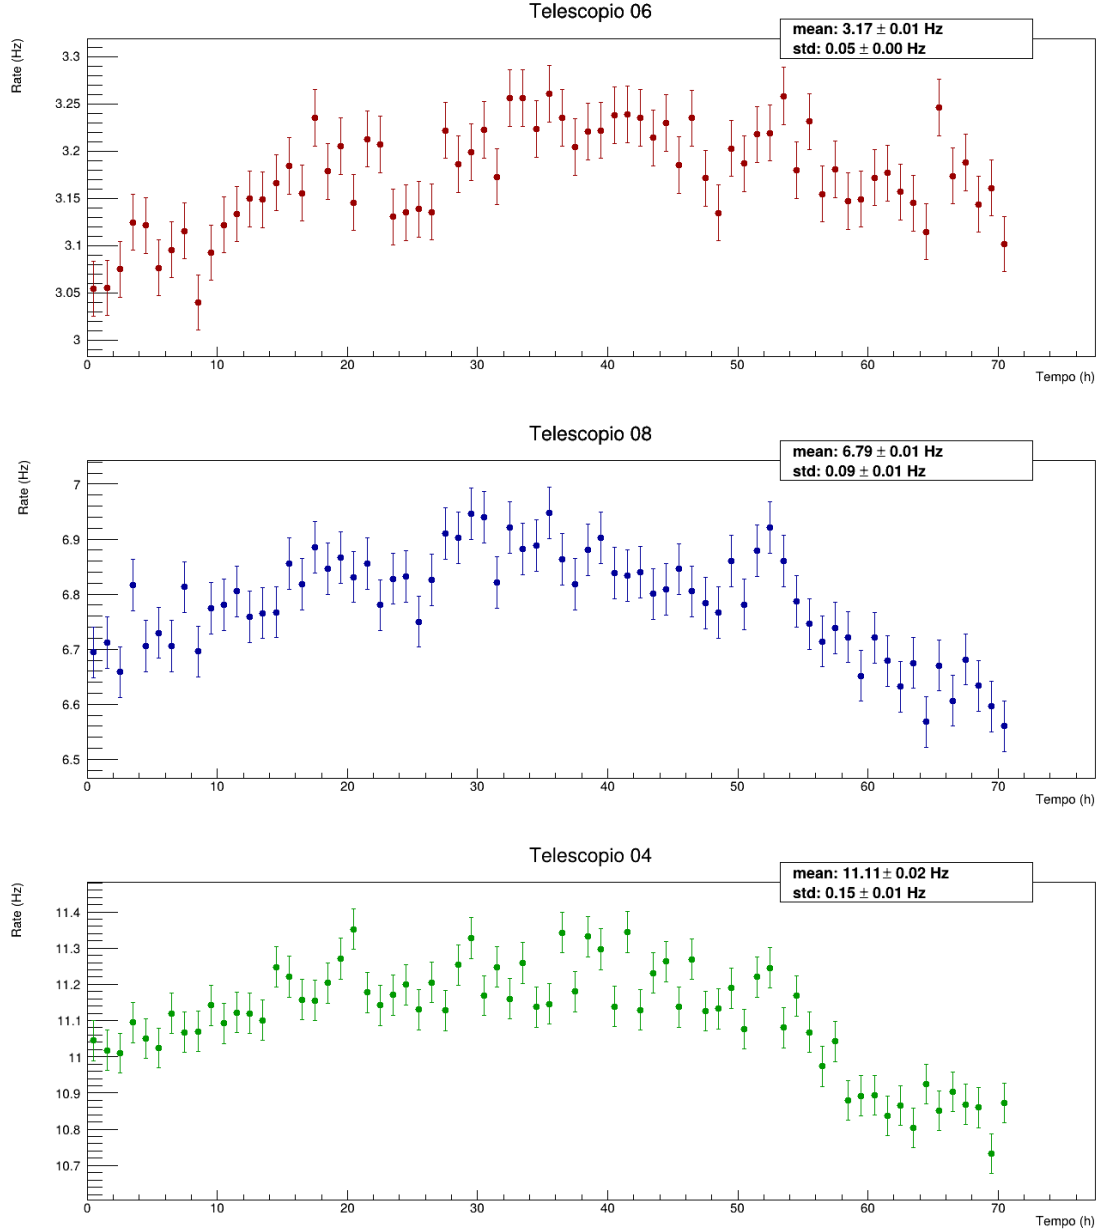 Telescopio 06
mean: 3.17 ± 0.01 Hz
std: 0.05 ± 0.00 Hz
Rate (Hz)
3.3
3.25
3.2
3.15
3.1
3.05
3
0 10 20 30 40 50 60 70
Tempo (h)
Telescopio 08
mean: 6.79 ± 0.01 Hz
std: 0.09 ± 0.01 Hz
Rate (Hz)
7
6.9
6.8
6.7
6.6
6.5
0 10 20 30 40 50 60 70
Tempo (h)
Telescopio 04
mean: 11.11 ± 0.02 Hz
std: 0.15 ± 0.01 Hz
Rate (Hz)
11.4
11.3
11.2
11.1
11
10.9
10.8
10.7
0 10 20 30 40 50 60 70
Tempo (h)